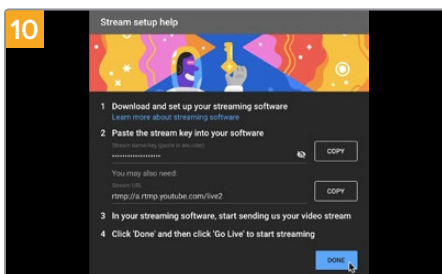 10
Stream setup help
1 Download and set up your streaming software
Learn more about streaming software
2 Paste the stream key into your software
Stream name/key (paste in encoder)
COPY
You may also need:
Stream URL
rtmp://a.rtmp.youtube.com/live2
COPY
3 In your streaming software, start sending us your video stream
4 Click 'Done' and then click 'Go Live' to start streaming
DONE